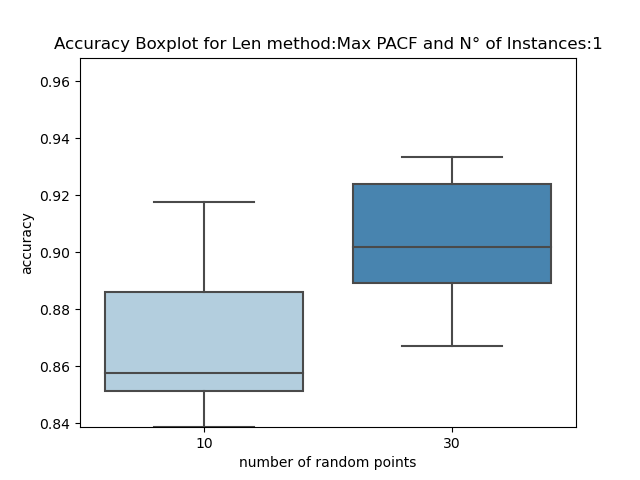 Accuracy Boxplot for Len method:Max PACF and N° of Instances:1
0.96
0.94
0.92
0.90
0.88
0.86
0.84
accuracy
10 30
number of random points